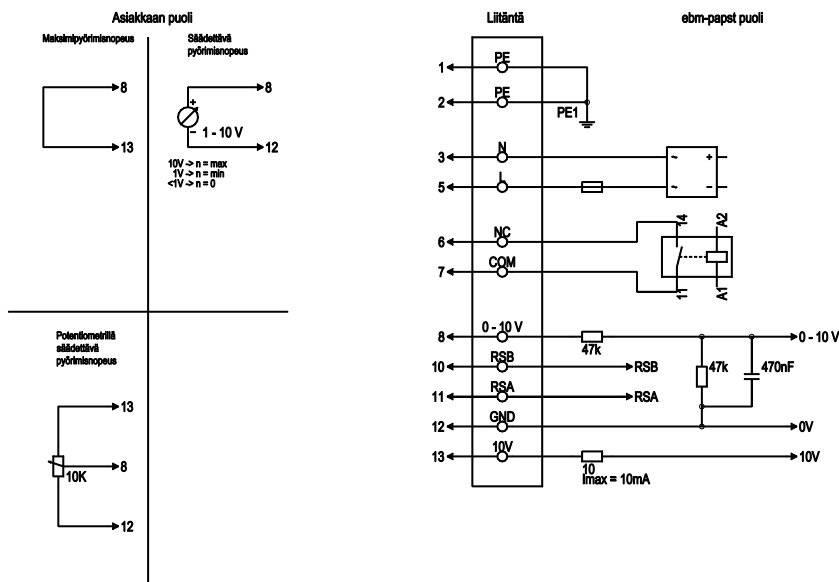 Asiakkaan puoli
Liitäntä
ebm-papst puoli
Maksimipyörimisnopeus
8
13
Säädettävä
pyörimisnopeus
8
+
–
1 - 10 V
12
10V -> n = max
1V -> n = min
<1V -> n = 0
Potentiometrillä
säädettävä
pyörimisnopeus
13
8
10K
12
1 PE
2 PE
PE1
3 N
~ +
5 L
~ –
6 NC
14
A2
7 COM
11
A1
8 0 - 10 V
47k
0 - 10 V
10 RSB
RSB
47k
470nF
11 RSA
RSA
12 GND
0V
13 10V
10
Imax = 10mA
10V